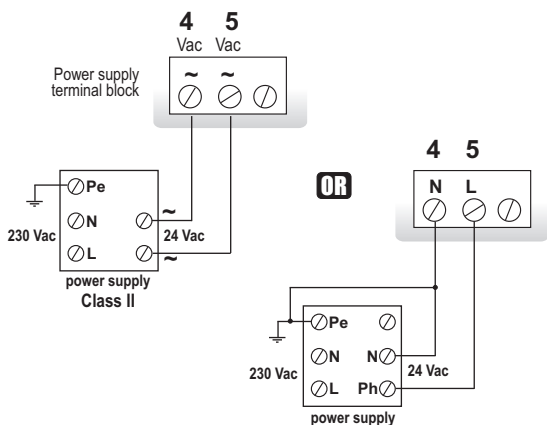 4 5
Vac Vac
~ ~
Power supply
terminal block
Pe
N
L
230 Vac
~
24 Vac
~
power supply
Class II
OR
4 5
N L
Pe
N N
L Ph
230 Vac
24 Vac
power supply